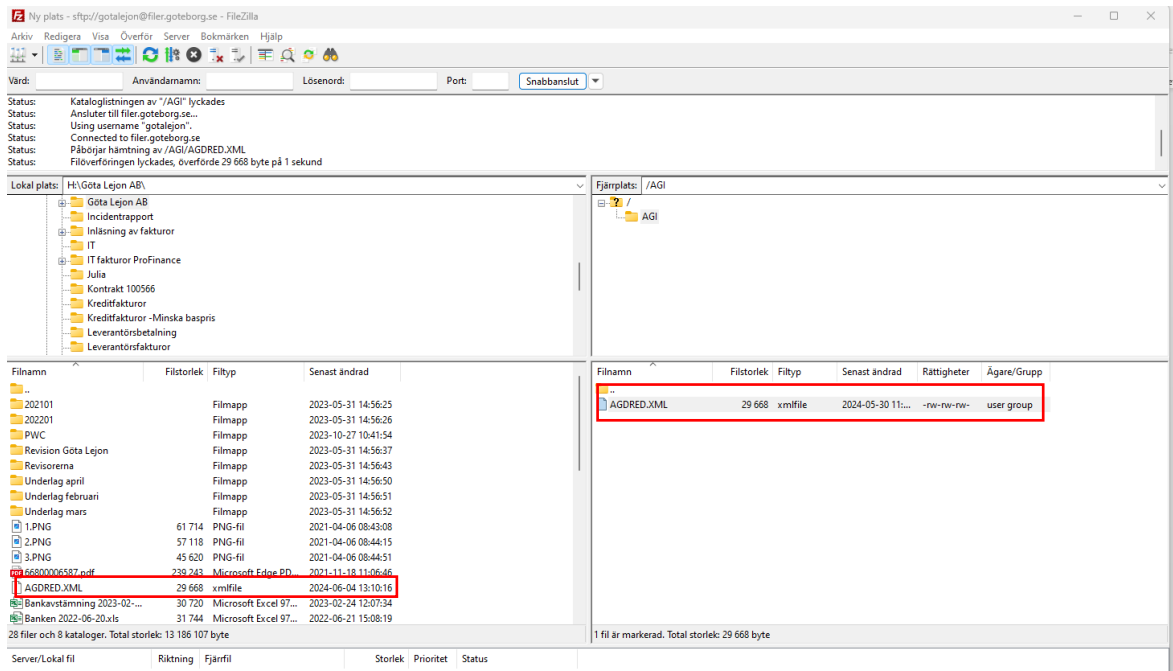 Ny plats - sftp://gotalejon@filer.goteborg.se - FileZilla
Arkiv Redigera Visa Överför Server Bokmärken Hjälp
Värd: Användarnamn: Lösenord: Port: Snabbanslut
Status: Kataloglistningen av "/AGI" lyckades
Status: Ansluter till filer.goteborg.se...
Status: Using username "gotalejon".
Status: Connected to filer.goteborg.se
Status: Påbörjar hämtning av /AGI/AGDRED.XML
Status: Filöverföringen lyckades, överförde 29 668 byte på 1 sekund
Lokal plats: H:\Göta Lejon AB\
Göta Lejon AB
Incidentrapport
Inläsning av fakturor
IT
IT fakturor ProFinance
Julia
Kontrakt 100566
Kreditfakturor
Kreditfakturor -Minska baspris
Leverantörsbetalning
Leverantörsfakturor
Fjärrplats: /AGI
/
AGI
Filnamn Filstorlek Filtyp Senast ändrad
..
202101 Filmapp 2023-05-31 14:56:25
202201 Filmapp 2023-05-31 14:56:26
PWC Filmapp 2023-10-27 10:41:54
Revision Göta Lejon Filmapp 2023-05-31 14:56:37
Revisorerna Filmapp 2023-05-31 14:56:43
Underlag april Filmapp 2023-05-31 14:56:50
Underlag februari Filmapp 2023-05-31 14:56:51
Underlag mars Filmapp 2023-05-31 14:56:52
1.PNG 61 714 PNG-fil 2021-04-06 08:43:08
2.PNG 57 118 PNG-fil 2021-04-06 08:44:15
3.PNG 45 620 PNG-fil 2021-04-06 08:44:51
66800006587.pdf 239 243 Microsoft Edge PD... 2021-11-18 11:06:46
AGDRED.XML 29 668 xmlfile 2024-06-04 13:10:16
Bankavstämning 2023-02-... 30 720 Microsoft Excel 97... 2023-02-24 12:07:34
Banken 2022-06-20.xls 31 744 Microsoft Excel 97... 2022-06-21 15:08:19
28 filer och 8 kataloger. Total storlek: 13 186 107 byte
Filnamn Filstorlek Filtyp Senast ändrad Rättigheter Ägare/Grupp
..
AGDRED.XML 29 668 xmlfile 2024-05-30 11:... -rw-rw-rw- user group
1 fil är markerad. Total storlek: 29 668 byte
Server/Lokal fil Riktning Fjärrfil Storlek Prioritet Status